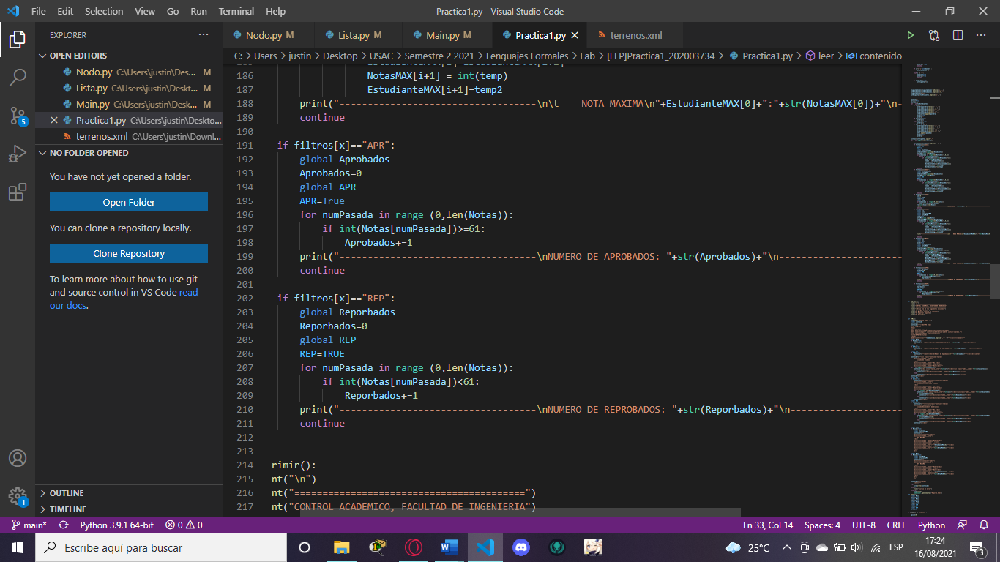 File Edit Selection View Go Run Terminal Help
Practica1.py - Visual Studio Code
EXPLORER
OPEN EDITORS
Nodo.py C:\Users\justin\Des... M
Lista.py C:\Users\justin\Deskt... M
Main.py C:\Users\justin\Desk... M
Practica1.py C:\Users\justin\Deskto...
terrenos.xml C:\Users\justin\Downl...
NO FOLDER OPENED
You have not yet opened a folder.
Open Folder
You can clone a repository locally.
Clone Repository
To learn more about how to use git
and source control in VS Code read
our docs.
OUTLINE
TIMELINE
5
1
Nodo.py M Lista.py M Main.py M Practica1.py terrenos.xml
C: > Users > justin > Desktop > USAC > Semestre 2 2021 > Lenguajes Formales > Lab > [LFP]Practica1_202003734 > Practica1.py > leer > contenido
185 EstudianteMAX[i]=EstudianteMAX[i+1]
186 NotasMAX[i+1] = int(temp)
187 EstudianteMAX[i+1]=temp2
188 print("-----------------------------------\n\t    NOTA MAXIMA\n"+EstudianteMAX[0]+":"+str(NotasMAX[0])+"\n-
189 continue
190
191 if filtros[x]=="APR":
192 global Aprobados
193 Aprobados=0
194 global APR
195 APR=True
196 for numPasada in range (0,len(Notas)):
197 if int(Notas[numPasada])>=61:
198 Aprobados+=1
199 print("-----------------------------------\nNUMERO DE APROBADOS: "+str(Aprobados)+"\n----------------------
200 continue
201
202 if filtros[x]=="REP":
203 global Reporbados
204 Reporbados=0
205 global REP
206 REP=TRUE
207 for numPasada in range (0,len(Notas)):
208 if int(Notas[numPasada])<61:
209 Reporbados+=1
210 print("-----------------------------------\nNUMERO DE REPROBADOS: "+str(Reporbados)+"\n--------------------
211 continue
212
213
214 rimir():
215 nt("\n")
216 nt("=========================================")
217 nt("CONTROL ACADEMICO, FACULTAD DE INGENIERIA")
main* Python 3.9.1 64-bit 0 0 Ln 33, Col 14 Spaces: 4 UTF-8 CRLF Python
Escribe aquí para buscar
25°C ESP
17:24
16/08/2021
3